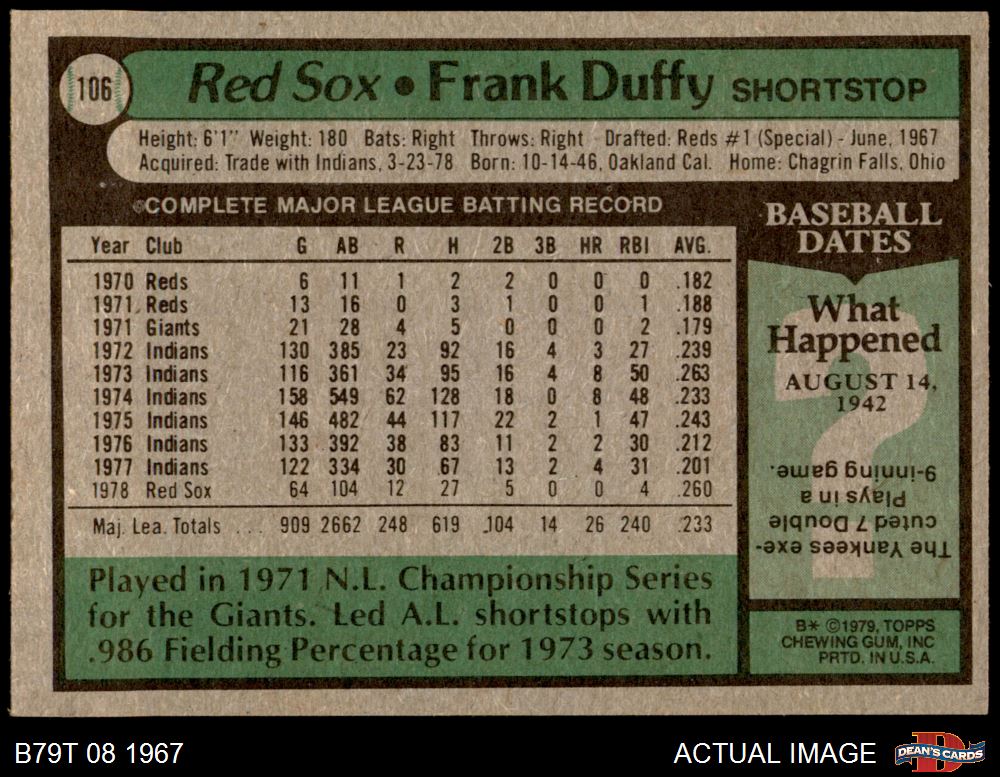 106
Red Sox • Frank Duffy SHORTSTOP
Height: 6'1" Weight: 180 Bats: Right Throws: Right Drafted: Reds #1 (Special) - June, 1967
Acquired: Trade with Indians, 3-23-78 Born: 10-14-46, Oakland Cal. Home: Chagrin Falls, Ohio
COMPLETE MAJOR LEAGUE BATTING RECORD
Year Club G AB R H 2B 3B HR RBI AVG.
1970 Reds 6 11 1 2 2 0 0 0 .182
1971 Reds 13 16 0 3 1 0 0 1 .188
1971 Giants 21 28 4 5 0 0 0 2 .179
1972 Indians 130 385 23 92 16 4 3 27 .239
1973 Indians 116 361 34 95 16 4 8 50 .263
1974 Indians 158 549 62 128 18 0 8 48 .233
1975 Indians 146 482 44 117 22 2 1 47 .243
1976 Indians 133 392 38 83 11 2 2 30 .212
1977 Indians 122 334 30 67 13 2 4 31 .201
1978 Red Sox 64 104 12 27 5 0 0 4 .260
Maj. Lea. Totals ... 909 2662 248 619 104 14 26 240 .233
Played in 1971 N.L. Championship Series
for the Giants. Led A.L. shortstops with
.986 Fielding Percentage for 1973 season.
BASEBALL
DATES
What
Happened
AUGUST 14,
1942
?
The Yankees exe-
cuted 7 Double
Plays in a
9-inning game.
B* ©1979, TOPPS
CHEWING GUM, INC
PRTD. IN U.S.A.
B79T 08 1967
ACTUAL IMAGE
D
DEAN'S CARDS